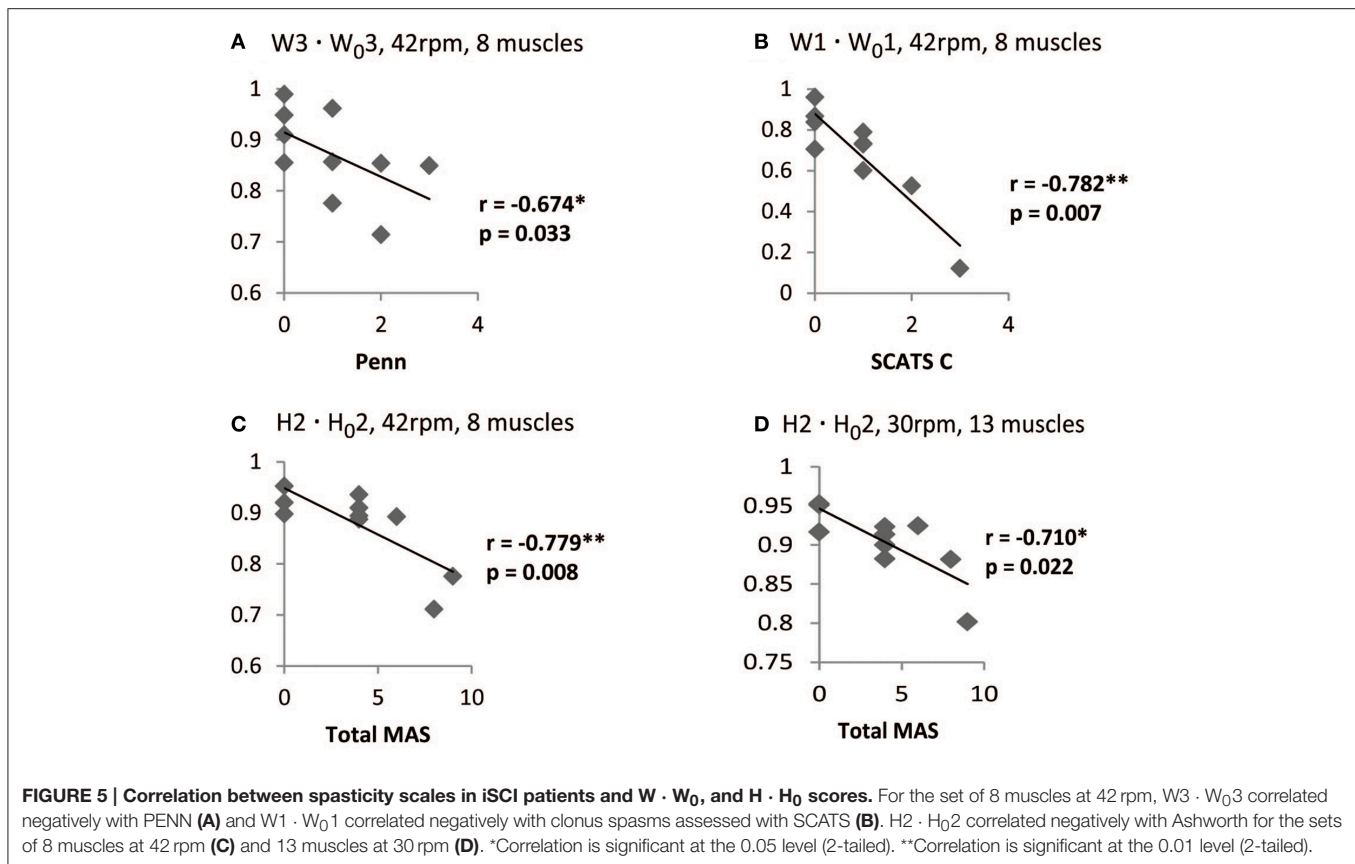 A W3 · W₀3, 42rpm, 8 muscles
1
0.9
0.8
0.7
0.6
0 2 4
r = -0.674*
p = 0.033
Penn
B W1 · W₀1, 42rpm, 8 muscles
1
0.8
0.6
0.4
0.2
0
0 1 2 3 4
r = -0.782**
p = 0.007
SCATS C
C H2 · H₀2, 42rpm, 8 muscles
1
0.9
0.8
0.7
0.6
0 5 10
r = -0.779**
p = 0.008
Total MAS
D H2 · H₀2, 30rpm, 13 muscles
1
0.95
0.9
0.85
0.8
0.75
0 5 10
r = -0.710*
p = 0.022
Total MAS
FIGURE 5 | Correlation between spasticity scales in iSCI patients and W · W₀, and H · H₀ scores. For the set of 8 muscles at 42 rpm, W3 · W₀3 correlated
negatively with PENN (A) and W1 · W₀1 correlated negatively with clonus spasms assessed with SCATS (B). H2 · H₀2 correlated negatively with Ashworth for the sets
of 8 muscles at 42 rpm (C) and 13 muscles at 30 rpm (D). *Correlation is significant at the 0.05 level (2-tailed). **Correlation is significant at the 0.01 level (2-tailed).